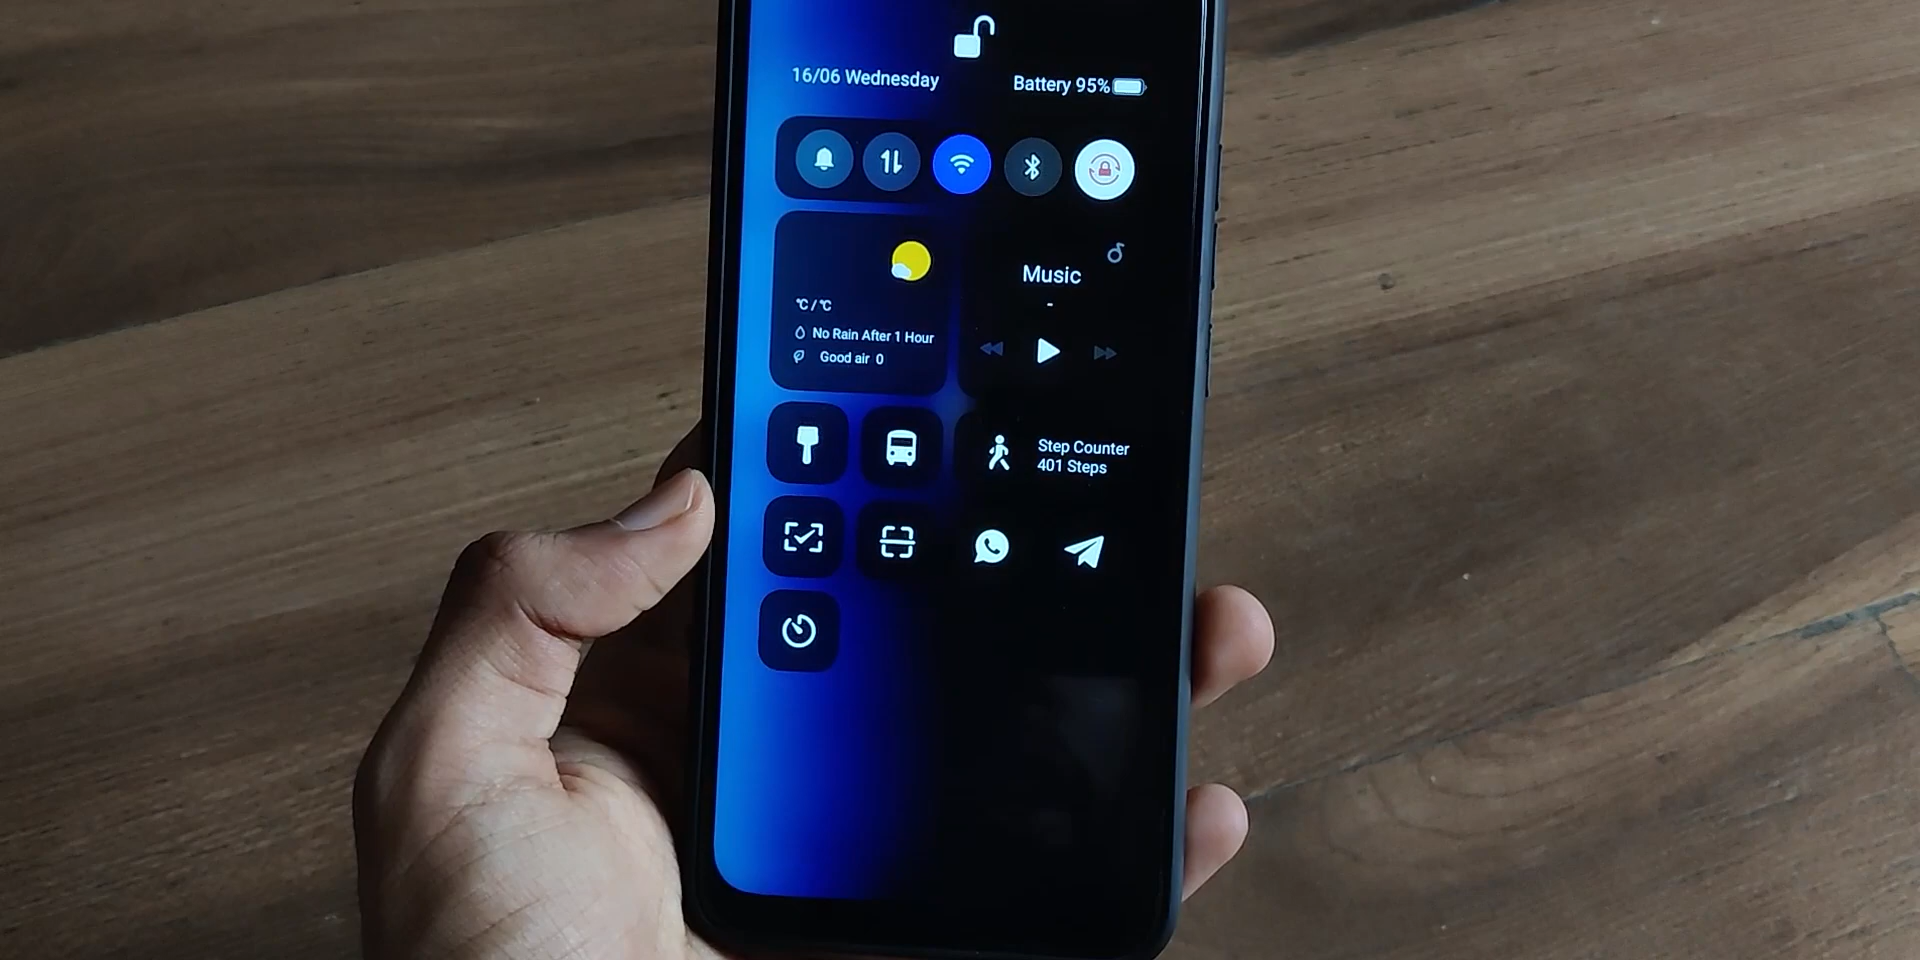 16/06 Wednesday
Battery 95%
℃ / ℃
No Rain After 1 Hour
Good air 0
Music
-
Step Counter
401 Steps